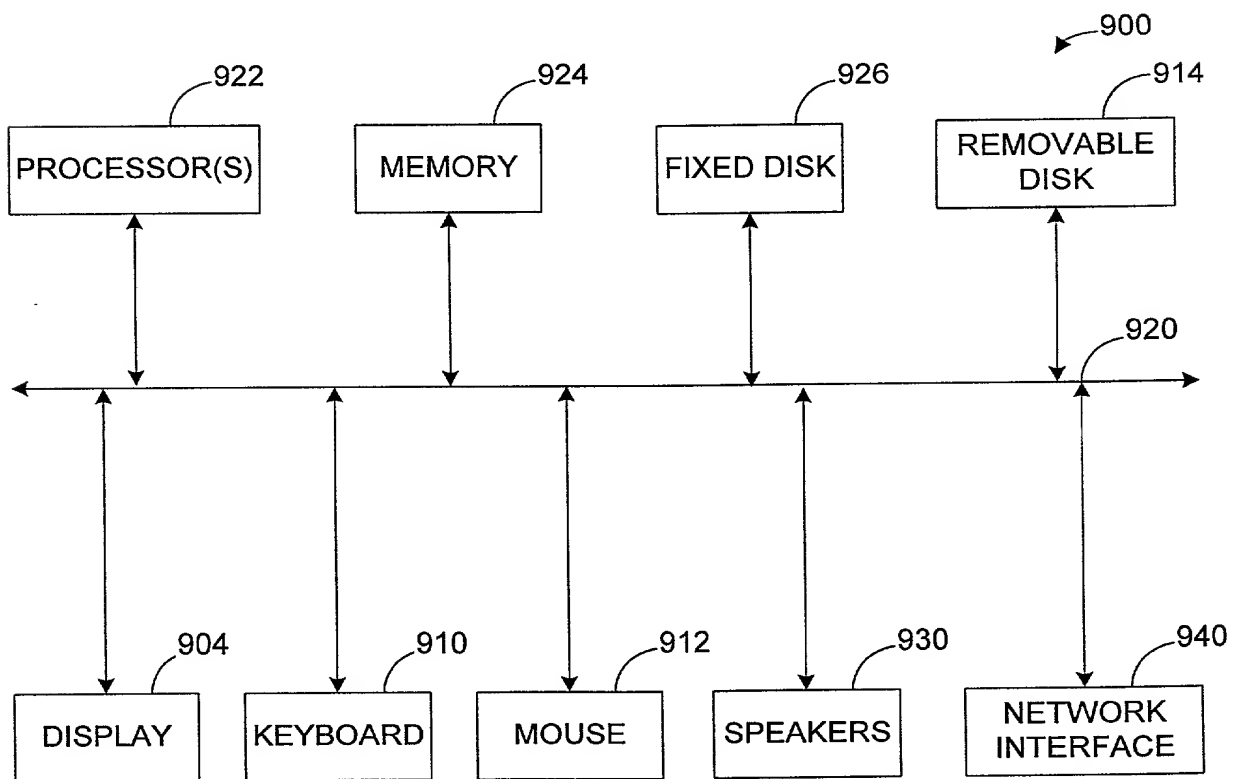 900
922
924
926
914
PROCESSOR(S)
MEMORY
FIXED DISK
REMOVABLE
DISK
920
904
910
912
930
940
DISPLAY
KEYBOARD
MOUSE
SPEAKERS
NETWORK
INTERFACE